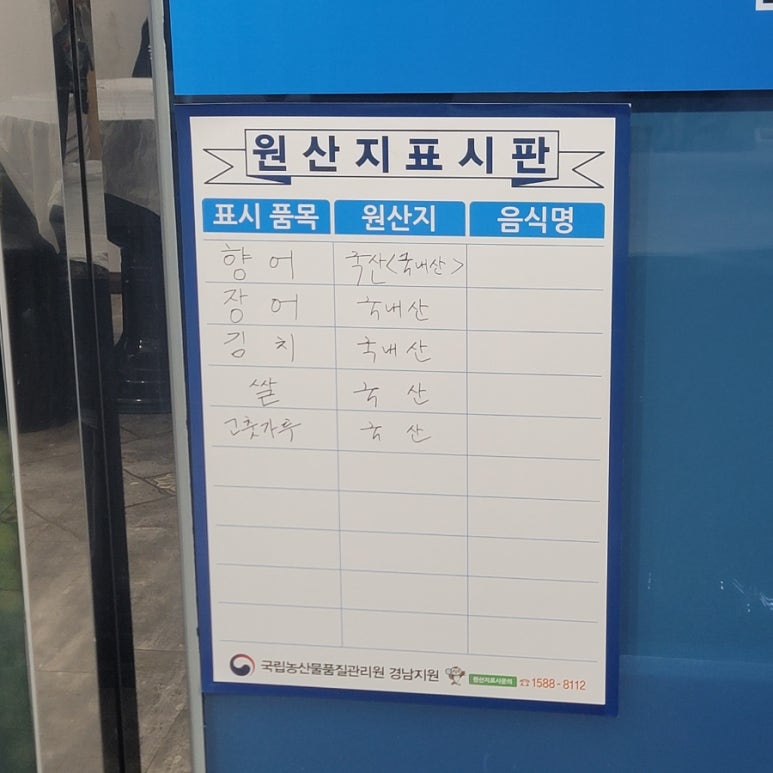 원산지표시판
표시 품목 원산지 음식명
향어 국산<국내산>
장어 국내산
김치 국내산
쌀 국산
고춧가루 국산
국립농산물품질관리원 경남지원 원산지표시문의 ☎1588-8112